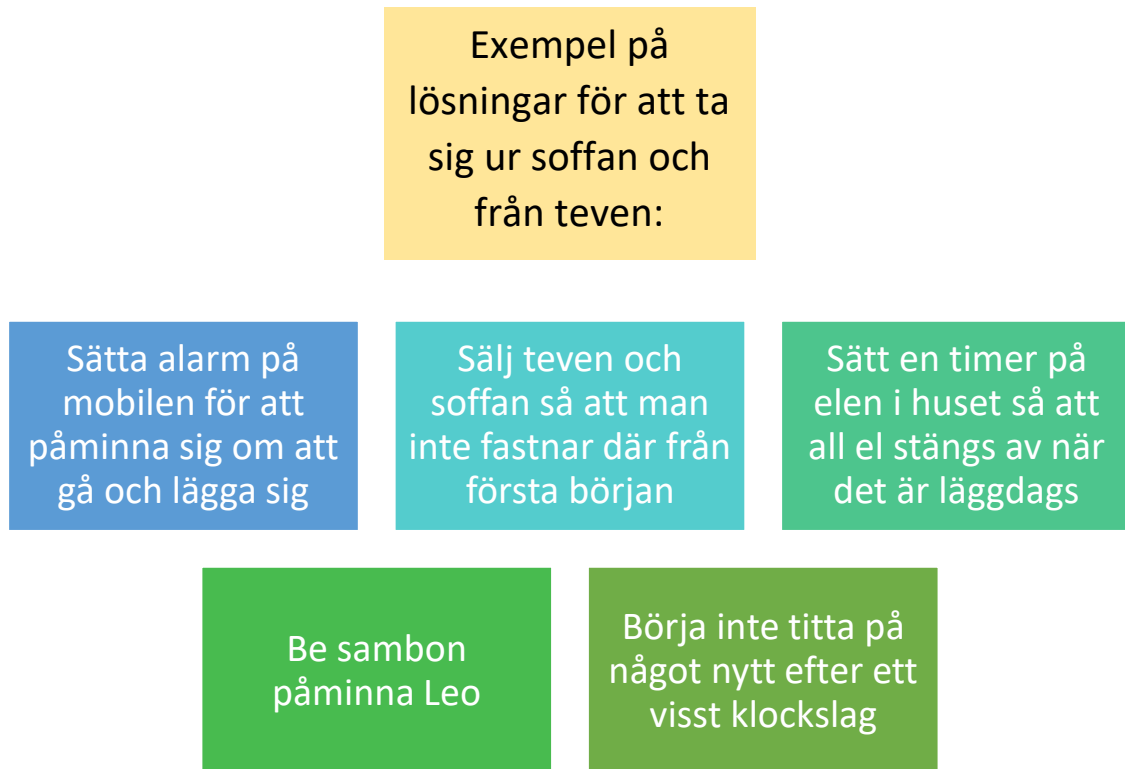 Exempel på
lösningar för att ta
sig ur soffan och
från teven:
Sätta alarm på
mobilen för att
påminna sig om att
gå och lägga sig
Sälj teven och
soffan så att man
inte fastnar där från
första början
Sätt en timer på
elen i huset så att
all el stängs av när
det är läggdags
Be sambon
påminna Leo
Börja inte titta på
något nytt efter ett
visst klockslag